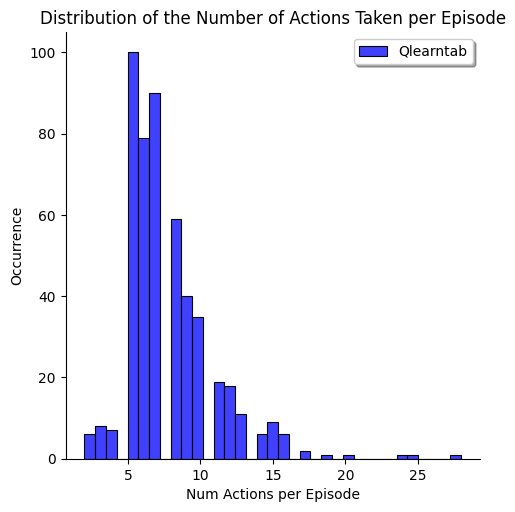 Distribution of the Number of Actions Taken per Episode
Qlearntab
100
80
60
40
20
0
Occurrence
5
10
15
20
25
Num Actions per Episode